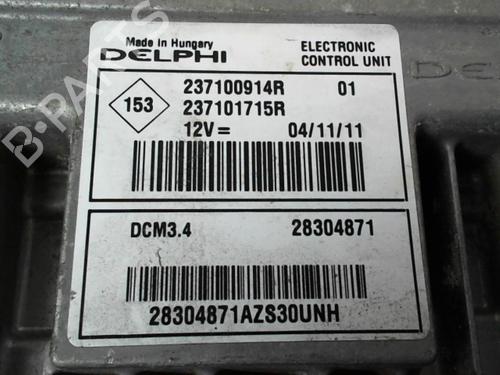 Made in Hungary
DELPHI
ELECTRONIC
CONTROL UNIT
153
237100914R 01
237101715R
12V= 04/11/11
DCM3.4 28304871
28304871AZS30UNH
DELPHI
B-PARTS